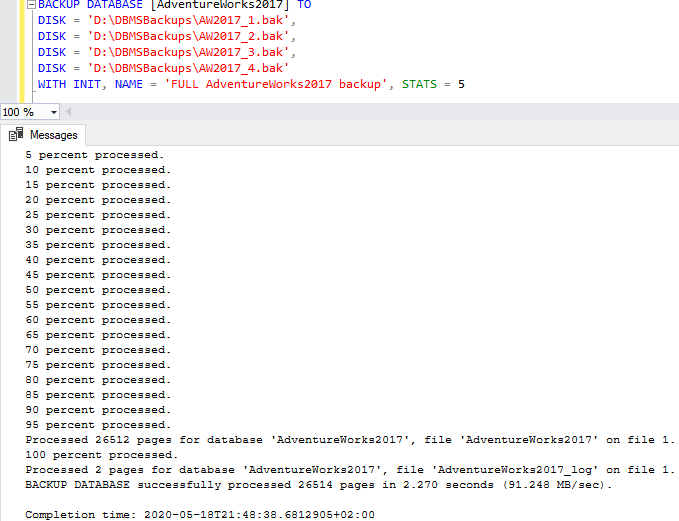 BACKUP DATABASE [AdventureWorks2017] TO
DISK = 'D:\DBMSBackups\AW2017_1.bak',
DISK = 'D:\DBMSBackups\AW2017_2.bak',
DISK = 'D:\DBMSBackups\AW2017_3.bak',
DISK = 'D:\DBMSBackups\AW2017_4.bak'
WITH INIT, NAME = 'FULL AdventureWorks2017 backup', STATS = 5
100 %
Messages
5 percent processed.
10 percent processed.
15 percent processed.
20 percent processed.
25 percent processed.
30 percent processed.
35 percent processed.
40 percent processed.
45 percent processed.
50 percent processed.
55 percent processed.
60 percent processed.
65 percent processed.
70 percent processed.
75 percent processed.
80 percent processed.
85 percent processed.
90 percent processed.
95 percent processed.
Processed 26512 pages for database 'AdventureWorks2017', file 'AdventureWorks2017' on file 1.
100 percent processed.
Processed 2 pages for database 'AdventureWorks2017', file 'AdventureWorks2017_log' on file 1.
BACKUP DATABASE successfully processed 26514 pages in 2.270 seconds (91.248 MB/sec).
Completion time: 2020-05-18T21:48:38.6812905+02:00